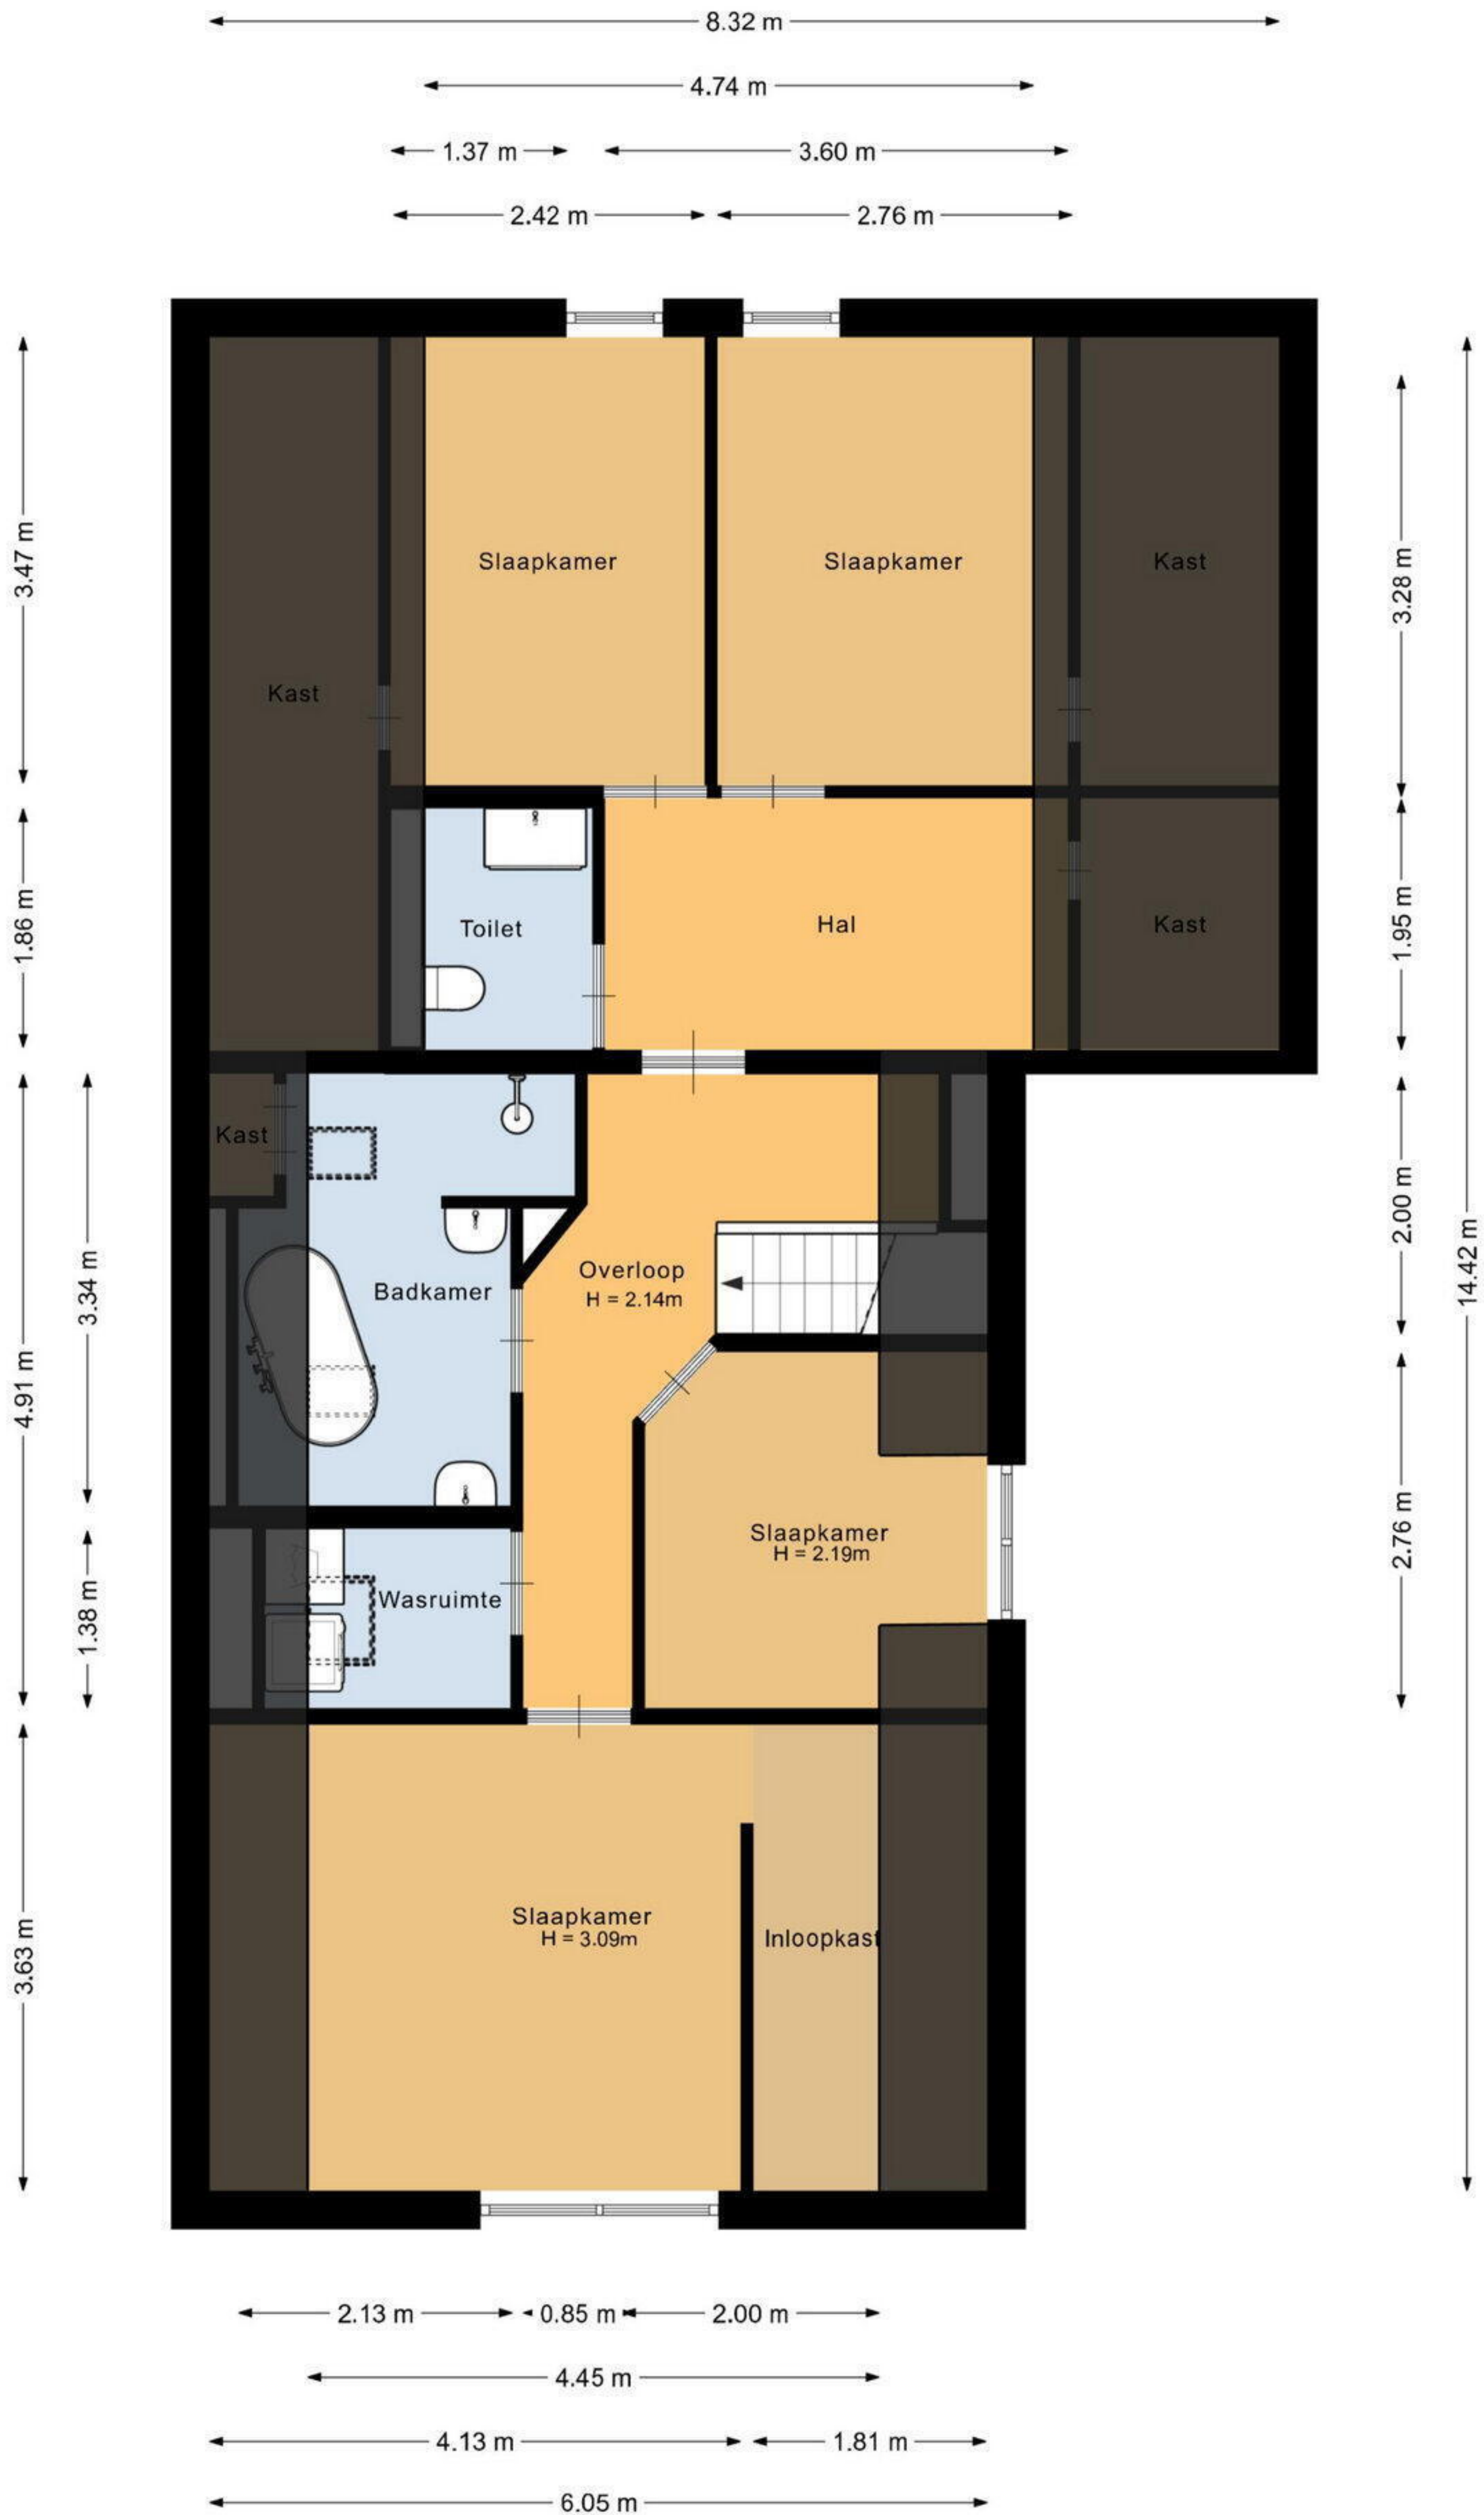 8.32 m
4.74 m
1.37 m
3.60 m
2.42 m
2.76 m
3.47 m
Slaapkamer
Slaapkamer
Kast
3.28 m
Kast
1.86 m
Toilet
Hal
Kast
1.95 m
Kast
4.91 m
3.34 m
Badkamer
Overloop
H = 2.14m
2.00 m
14.42 m
Slaapkamer
H = 2.19m
2.76 m
1.38 m
Wasruimte
3.63 m
Slaapkamer
H = 3.09m
Inloopkast
2.13 m
0.85 m
2.00 m
4.45 m
4.13 m
1.81 m
6.05 m